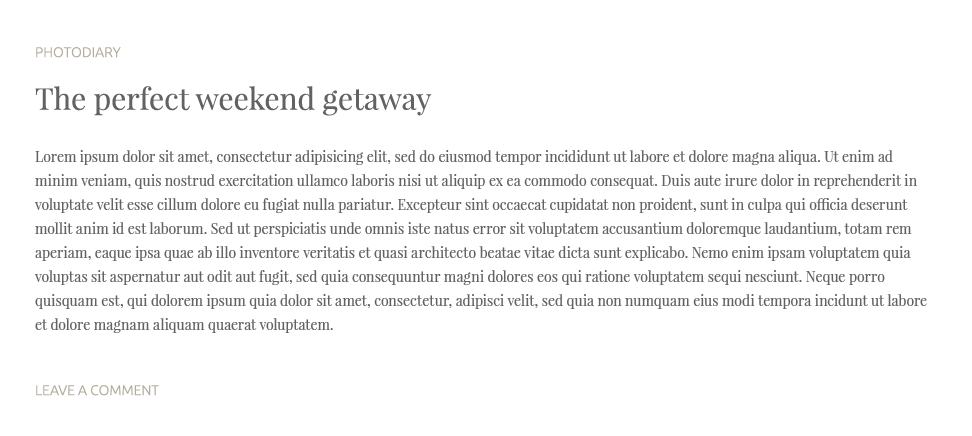 PHOTODIARY
The perfect weekend getaway
Lorem ipsum dolor sit amet, consectetur adipisicing elit, sed do eiusmod tempor incididunt ut labore et dolore magna aliqua. Ut enim ad
minim veniam, quis nostrud exercitation ullamco laboris nisi ut aliquip ex ea commodo consequat. Duis aute irure dolor in reprehenderit in
voluptate velit esse cillum dolore eu fugiat nulla pariatur. Excepteur sint occaecat cupidatat non proident, sunt in culpa qui officia deserunt
mollit anim id est laborum. Sed ut perspiciatis unde omnis iste natus error sit voluptatem accusantium doloremque laudantium, totam rem
aperiam, eaque ipsa quae ab illo inventore veritatis et quasi architecto beatae vitae dicta sunt explicabo. Nemo enim ipsam voluptatem quia
voluptas sit aspernatur aut odit aut fugit, sed quia consequuntur magni dolores eos qui ratione voluptatem sequi nesciunt. Neque porro
quisquam est, qui dolorem ipsum quia dolor sit amet, consectetur, adipisci velit, sed quia non numquam eius modi tempora incidunt ut labore
et dolore magnam aliquam quaerat voluptatem.
LEAVE A COMMENT